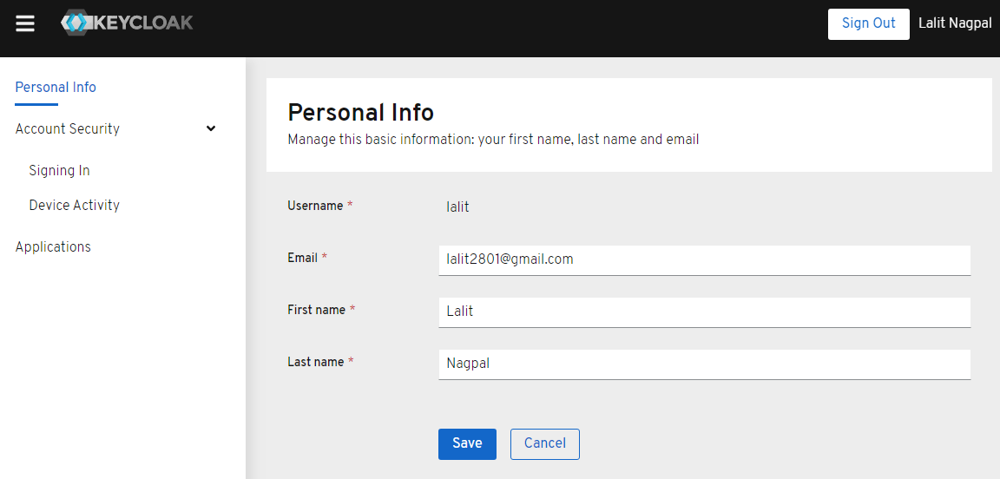 KEYCLOAK
Sign Out
Lalit Nagpal
Personal Info
Account Security
Signing In
Device Activity
Applications
Personal Info
Manage this basic information: your first name, last name and email
Username * lalit
Email * lalit2801@gmail.com
First name * Lalit
Last name * Nagpal
Save Cancel